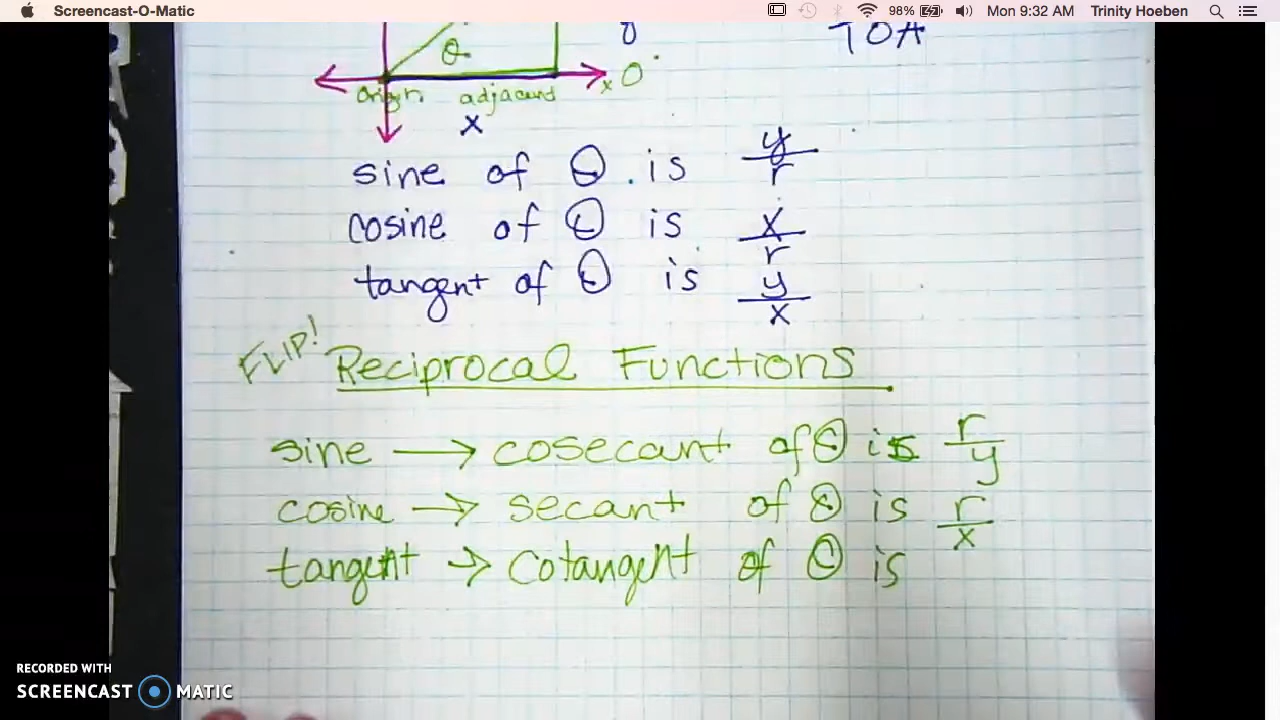 Screencast-O-Matic 98% Mon 9:32 AM Trinity Hoeben
TOA
θ
x 0
origin adjacent
x
sine of θ is y/r
cosine of θ is x/r
tangent of θ is y/x
FLIP! Reciprocal Functions
sine → cosecant of θ is r/y
cosine → secant of θ is r/x
tangent → cotangent of θ is
RECORDED WITH
SCREENCAST MATIC